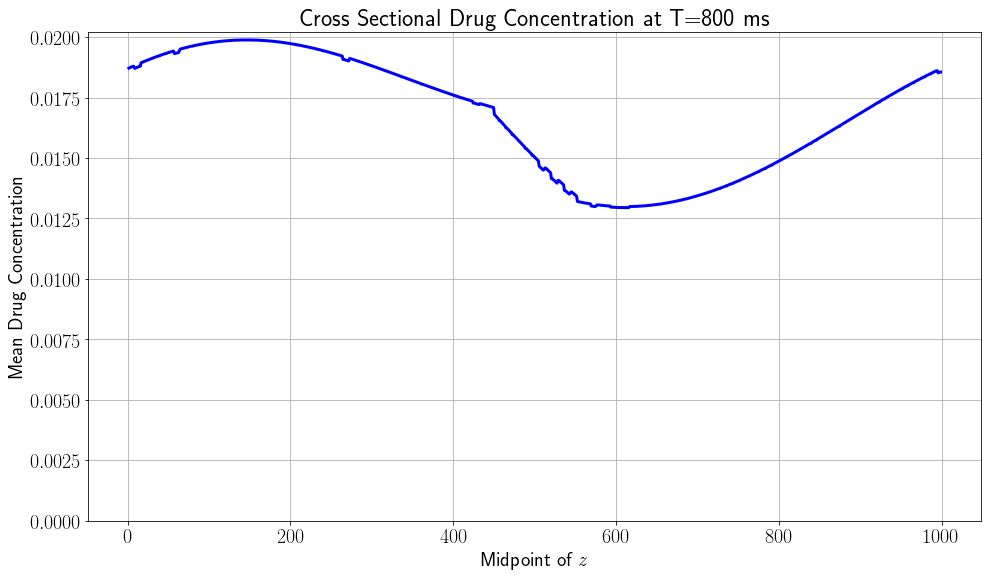 Cross Sectional Drug Concentration at T=800 ms
Mean Drug Concentration
0.0200
0.0175
0.0150
0.0125
0.0100
0.0075
0.0050
0.0025
0.0000
0 200 400 600 800 1000
Midpoint of z